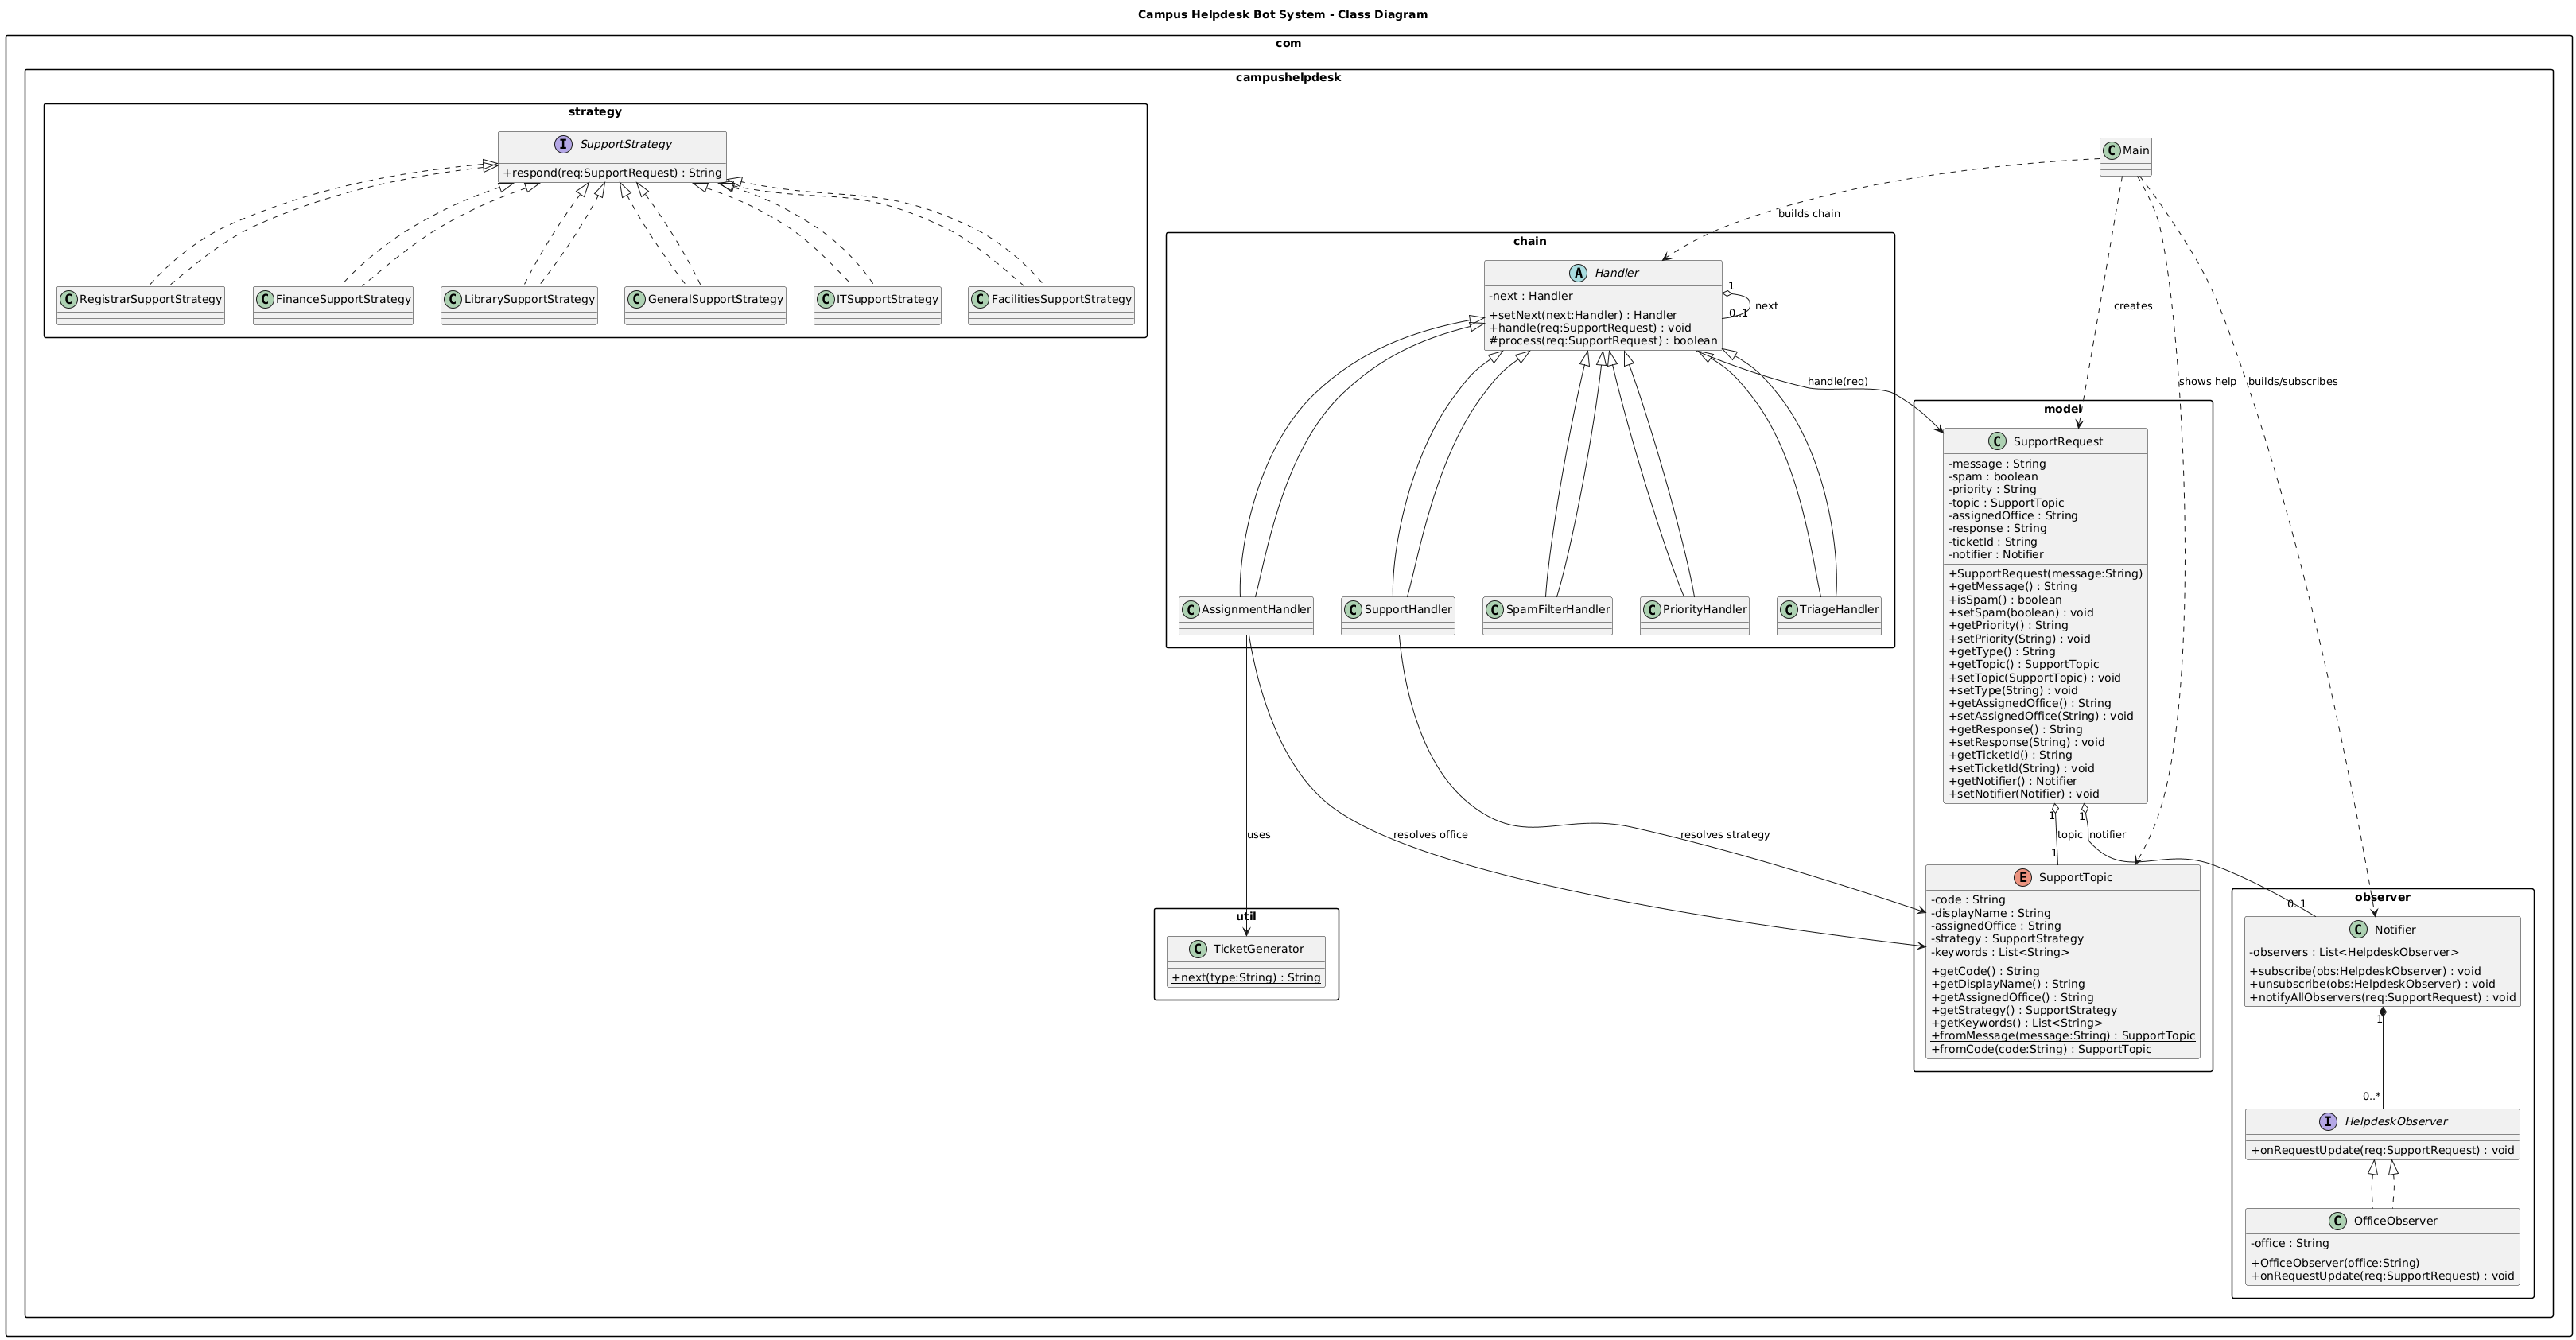 Campus Helpdesk Bot System - Class Diagram
com
campushelpdesk
strategy
I SupportStrategy
+respond(req:SupportRequest) : String
C RegistrarSupportStrategy
C FinanceSupportStrategy
C LibrarySupportStrategy
C GeneralSupportStrategy
C ITSupportStrategy
C FacilitiesSupportStrategy
C Main
builds chain
creates
shows help
builds/subscribes
chain
A Handler
-next : Handler
+setNext(next:Handler) : Handler
+handle(req:SupportRequest) : void
#process(req:SupportRequest) : boolean
1
0..1
next
handle(req)
C AssignmentHandler
C SupportHandler
C SpamFilterHandler
C PriorityHandler
C TriageHandler
model
C SupportRequest
-message : String
-spam : boolean
-priority : String
-topic : SupportTopic
-assignedOffice : String
-response : String
-ticketId : String
-notifier : Notifier
+SupportRequest(message:String)
+getMessage() : String
+isSpam() : boolean
+setSpam(boolean) : void
+getPriority() : String
+setPriority(String) : void
+getType() : String
+getTopic() : SupportTopic
+setTopic(SupportTopic) : void
+setType(String) : void
+getAssignedOffice() : String
+setAssignedOffice(String) : void
+getResponse() : String
+setResponse(String) : void
+getTicketId() : String
+setTicketId(String) : void
+getNotifier() : Notifier
+setNotifier(Notifier) : void
1
1
topic
notifier
1
0..1
uses
resolves office
resolves strategy
E SupportTopic
-code : String
-displayName : String
-assignedOffice : String
-strategy : SupportStrategy
-keywords : List<String>
+getCode() : String
+getDisplayName() : String
+getAssignedOffice() : String
+getStrategy() : SupportStrategy
+getKeywords() : List<String>
+fromMessage(message:String) : SupportTopic
+fromCode(code:String) : SupportTopic
util
C TicketGenerator
+next(type:String) : String
observer
C Notifier
-observers : List<HelpdeskObserver>
+subscribe(obs:HelpdeskObserver) : void
+unsubscribe(obs:HelpdeskObserver) : void
+notifyAllObservers(req:SupportRequest) : void
1
0..*
I HelpdeskObserver
+onRequestUpdate(req:SupportRequest) : void
C OfficeObserver
-office : String
+OfficeObserver(office:String)
+onRequestUpdate(req:SupportRequest) : void